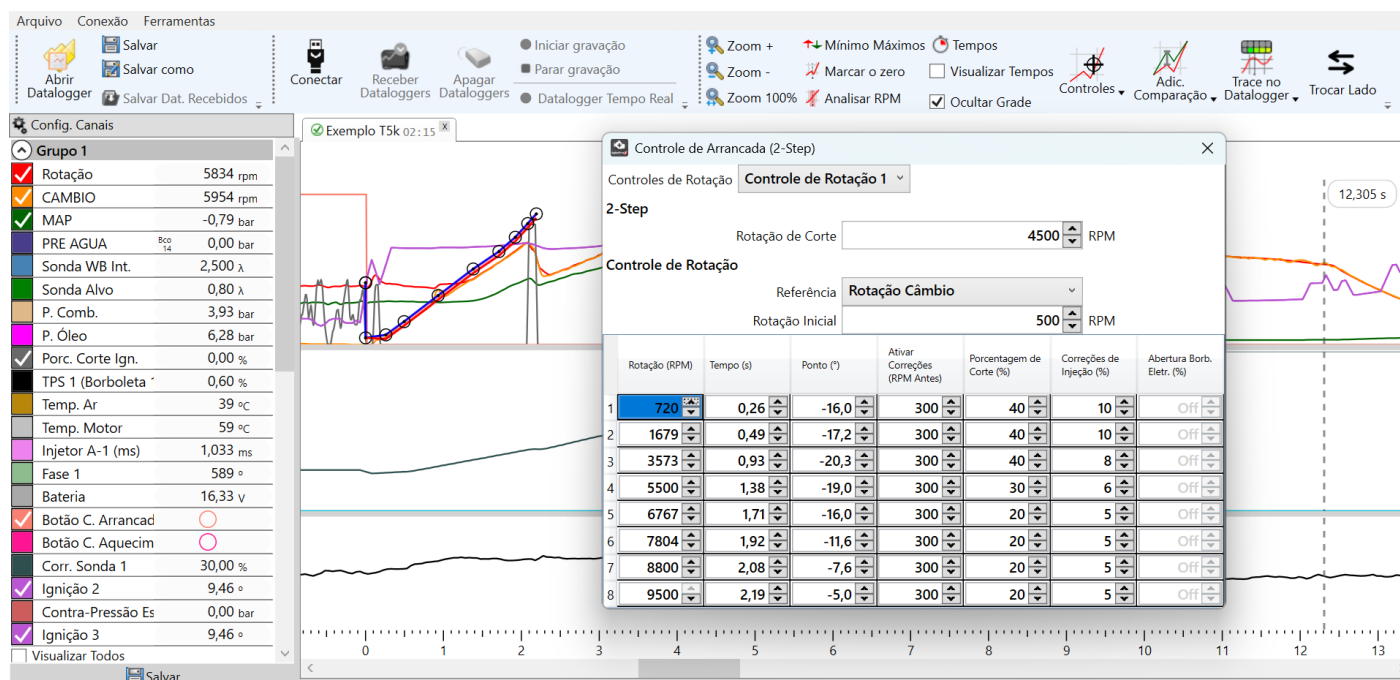 Arquivo Conexão Ferramentas
Abrir Datalogger
Salvar
Salvar como
Salvar Dat. Recebidos
Conectar
Receber Dataloggers
Apagar Dataloggers
Iniciar gravação
Parar gravação
Datalogger Tempo Real
Zoom +
Zoom -
Zoom 100%
Mínimo Máximos
Marcar o zero
Analisar RPM
Tempos
Visualizar Tempos
Ocultar Grade
Controles
Adic. Comparação
Trace no Datalogger
Trocar Lado
Config. Canais
Grupo 1
Rotação 5834 rpm
CAMBIO 5954 rpm
MAP -0,79 bar
PRE AGUA Bco 14 0,00 bar
Sonda WB Int. 2,500 λ
Sonda Alvo 0,80 λ
P. Comb. 3,93 bar
P. Óleo 6,28 bar
Porc. Corte Ign. 0,00 %
TPS 1 (Borboleta 0,60 %
Temp. Ar 39 ºC
Temp. Motor 59 ºC
Injetor A-1 (ms) 1,033 ms
Fase 1 589 º
Bateria 16,33 V
Botão C. Arrancad
Botão C. Aquecim
Corr. Sonda 1 30,00 %
Ignição 2 9,46 º
Contra-Pressão Es 0,00 bar
Ignição 3 9,46 º
Visualizar Todos
Salvar
Exemplo T5k 02:15 X
Controle de Arrancada (2-Step)
Controles de Rotação Controle de Rotação 1
2-Step
Rotação de Corte 4500 RPM
Controle de Rotação
Referência Rotação Câmbio
Rotação Inicial 500 RPM
Rotação (RPM) Tempo (s) Ponto (°) Ativar Correções (RPM Antes) Porcentagem de Corte (%) Correções de Injeção (%) Abertura Borb. Eletr. (%)
1 720 0,26 -16,0 300 40 10 Off
2 1679 0,49 -17,2 300 40 10 Off
3 3573 0,93 -20,3 300 40 8 Off
4 5500 1,38 -19,0 300 30 6 Off
5 6767 1,71 -16,0 300 20 5 Off
6 7804 1,92 -11,6 300 20 5 Off
7 8800 2,08 -7,6 300 20 5 Off
8 9500 2,19 -5,0 300 20 5 Off
12,305 s
0 1 2 3 4 5 6 7 8 9 10 11 12 13